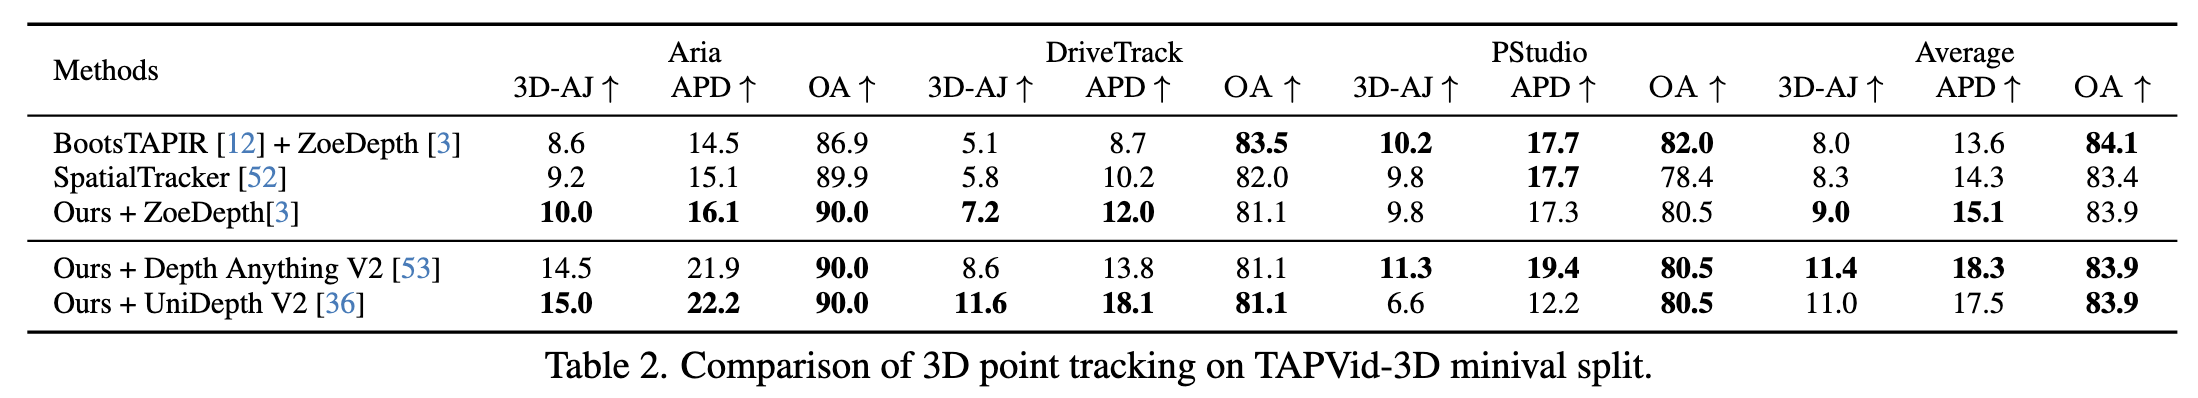 Methods Aria DriveTrack PStudio Average
3D-AJ ↑ APD ↑ OA ↑ 3D-AJ ↑ APD ↑ OA ↑ 3D-AJ ↑ APD ↑ OA ↑ 3D-AJ ↑ APD ↑ OA ↑
BootsTAPIR [12] + ZoeDepth [3] 8.6 14.5 86.9 5.1 8.7 83.5 10.2 17.7 82.0 8.0 13.6 84.1
SpatialTracker [52] 9.2 15.1 89.9 5.8 10.2 82.0 9.8 17.7 78.4 8.3 14.3 83.4
Ours + ZoeDepth[3] 10.0 16.1 90.0 7.2 12.0 81.1 9.8 17.3 80.5 9.0 15.1 83.9
Ours + Depth Anything V2 [53] 14.5 21.9 90.0 8.6 13.8 81.1 11.3 19.4 80.5 11.4 18.3 83.9
Ours + UniDepth V2 [36] 15.0 22.2 90.0 11.6 18.1 81.1 6.6 12.2 80.5 11.0 17.5 83.9
Table 2. Comparison of 3D point tracking on TAPVid-3D minival split.